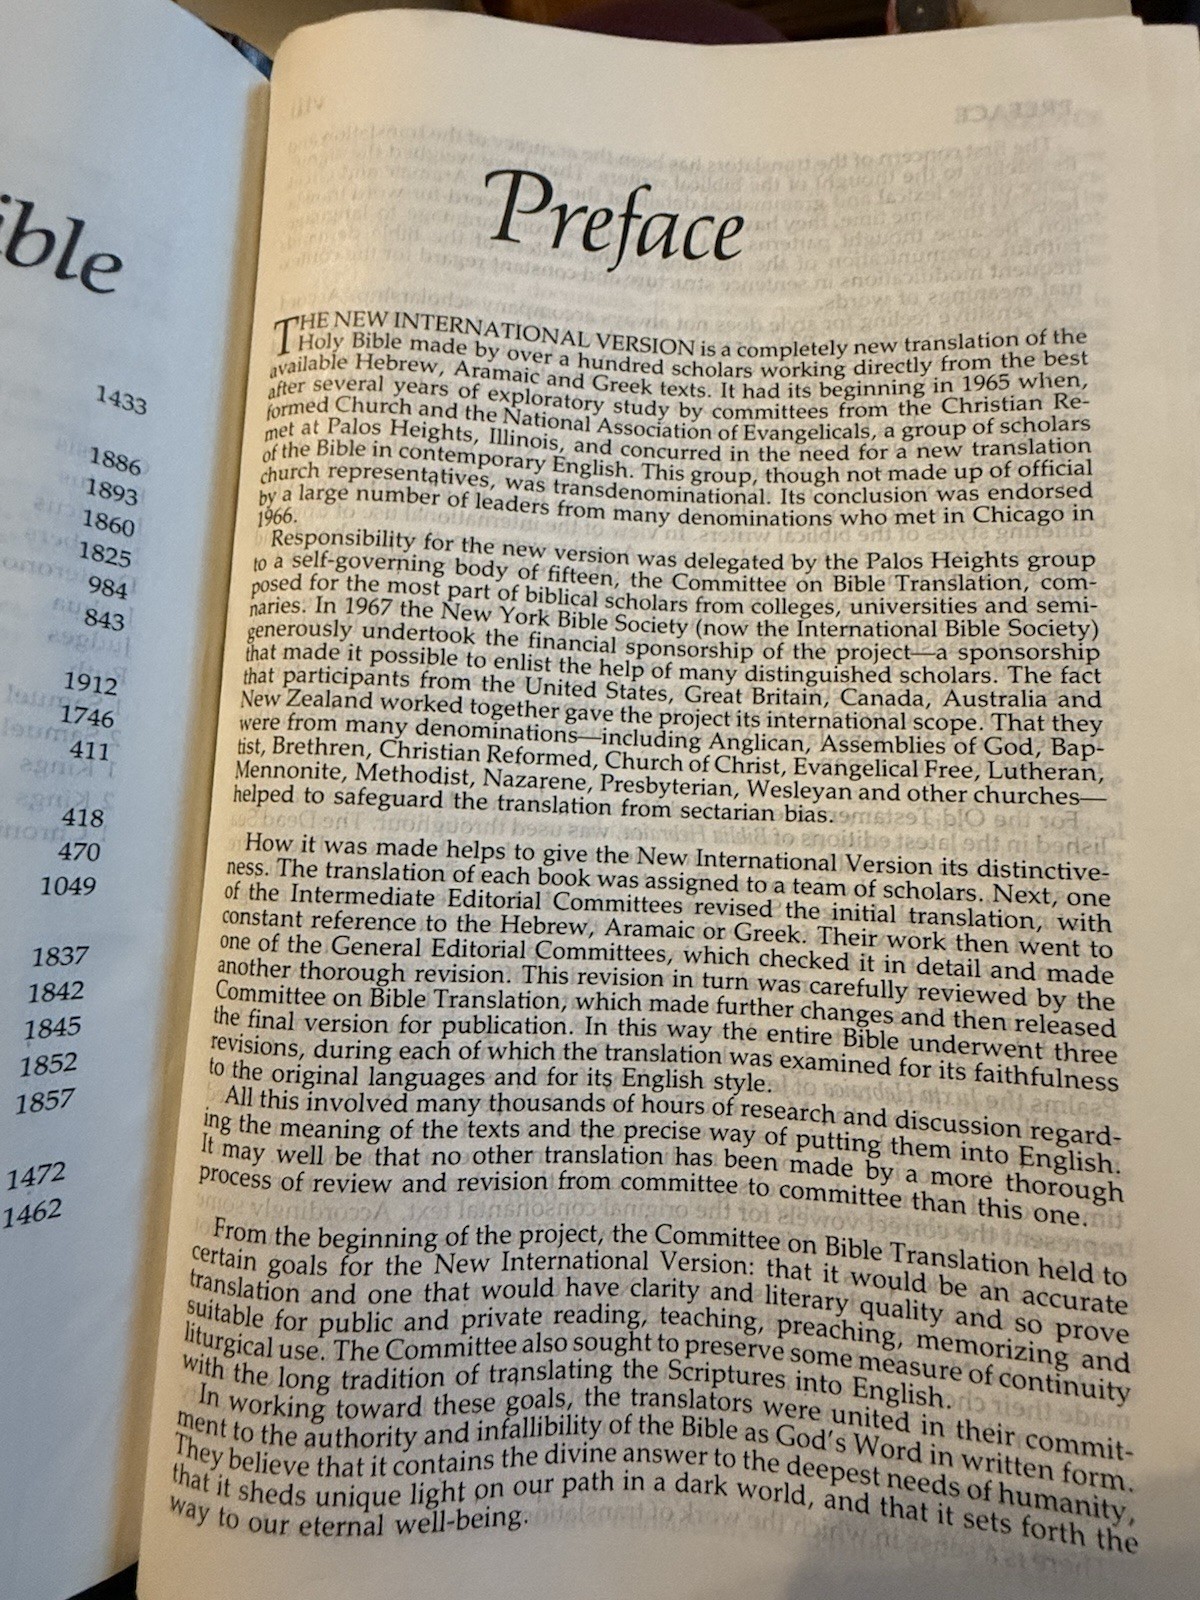 ible
1433
1886
1893
1860
1825
984
843
1912
1746
411
418
470
1049
1837
1842
1845
1852
1857
1472
1462
Preface
THE NEW INTERNATIONAL VERSION is a completely new translation of the
Holy Bible made by over a hundred scholars working directly from the best
available Hebrew, Aramaic and Greek texts. It had its beginning in 1965 when,
after several years of exploratory study by committees from the Christian Re-
formed Church and the National Association of Evangelicals, a group of scholars
met at Palos Heights, Illinois, and concurred in the need for a new translation
of the Bible in contemporary English. This group, though not made up of official
church representatives, was transdenominational. Its conclusion was endorsed
by a large number of leaders from many denominations who met in Chicago in
1966.
Responsibility for the new version was delegated by the Palos Heights group
to a self-governing body of fifteen, the Committee on Bible Translation, com-
posed for the most part of biblical scholars from colleges, universities and semi-
naries. In 1967 the New York Bible Society (now the International Bible Society)
generously undertook the financial sponsorship of the project—a sponsorship
that made it possible to enlist the help of many distinguished scholars. The fact
that participants from the United States, Great Britain, Canada, Australia and
New Zealand worked together gave the project its international scope. That they
were from many denominations—including Anglican, Assemblies of God, Bap-
tist, Brethren, Christian Reformed, Church of Christ, Evangelical Free, Lutheran,
Mennonite, Methodist, Nazarene, Presbyterian, Wesleyan and other churches—
helped to safeguard the translation from sectarian bias.
How it was made helps to give the New International Version its distinctive-
ness. The translation of each book was assigned to a team of scholars. Next, one
of the Intermediate Editorial Committees revised the initial translation, with
constant reference to the Hebrew, Aramaic or Greek. Their work then went to
one of the General Editorial Committees, which checked it in detail and made
another thorough revision. This revision in turn was carefully reviewed by the
Committee on Bible Translation, which made further changes and then released
the final version for publication. In this way the entire Bible underwent three
revisions, during each of which the translation was examined for its faithfulness
to the original languages and for its English style.
All this involved many thousands of hours of research and discussion regard-
ing the meaning of the texts and the precise way of putting them into English.
It may well be that no other translation has been made by a more thorough
process of review and revision from committee to committee than this one.
From the beginning of the project, the Committee on Bible Translation held to
certain goals for the New International Version: that it would be an accurate
translation and one that would have clarity and literary quality and so prove
suitable for public and private reading, teaching, preaching, memorizing and
liturgical use. The Committee also sought to preserve some measure of continuity
with the long tradition of translating the Scriptures into English.
In working toward these goals, the translators were united in their commit-
ment to the authority and infallibility of the Bible as God's Word in written form.
They believe that it contains the divine answer to the deepest needs of humanity,
that it sheds unique light on our path in a dark world, and that it sets forth the
way to our eternal well-being.